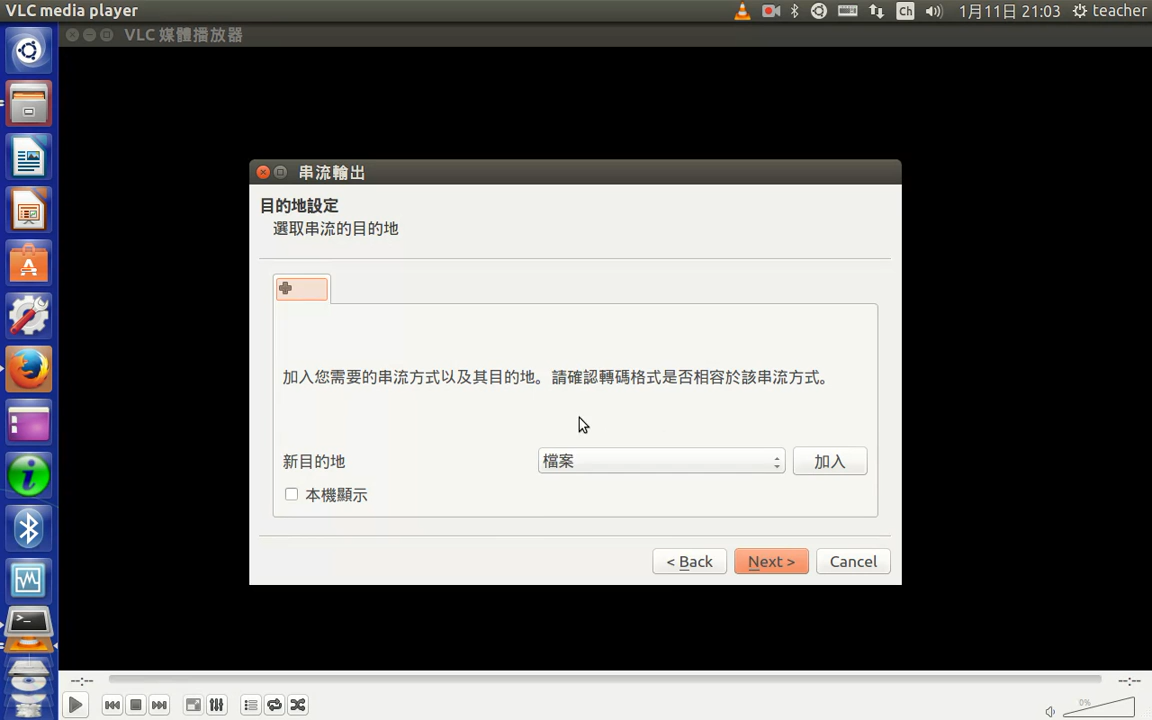 VLC media player
Ch
1月11日 21:03
teacher
VLC 媒體播放器
串流輸出
目的地設定
選取串流的目的地
加入您需要的串流方式以及其目的地。請確認轉碼格式是否相容於該串流方式。
新目的地
檔案
加入
本機顯示
< Back
Next >
Cancel
--:--
--:--
0%